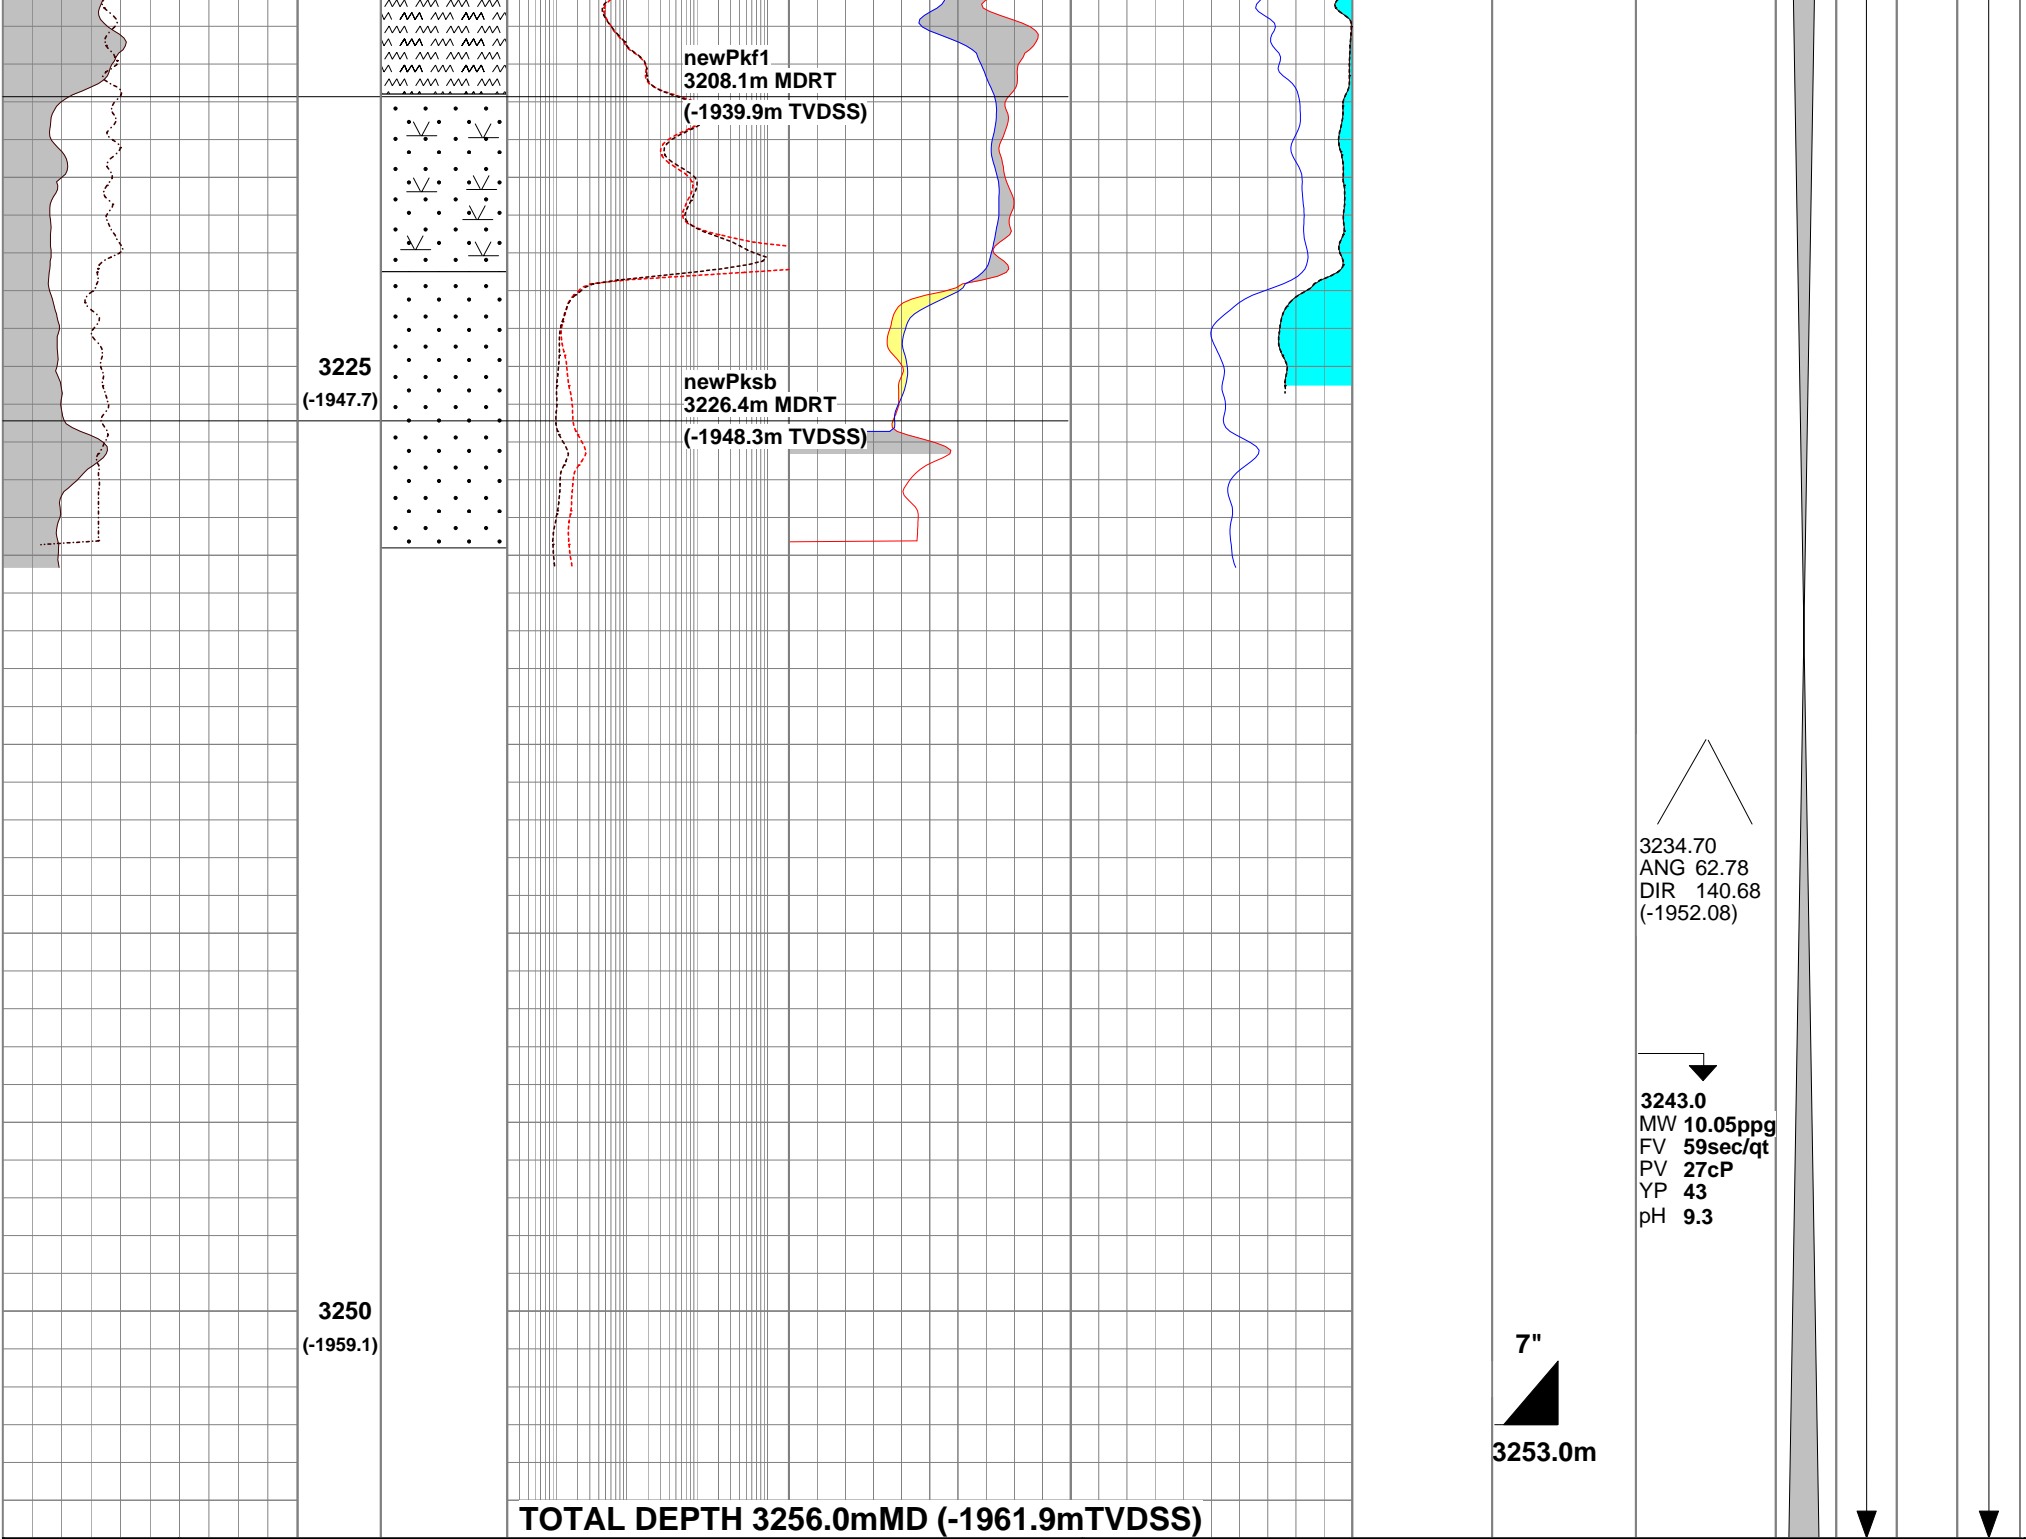 newPkf1
3208.1m MDRT
(-1939.9m TVDSS)
3225
(-1947.7)
newPksb
3226.4m MDRT
(-1948.3m TVDSS)
3234.70
ANG 62.78
DIR 140.68
(-1952.08)
3243.0
MW 10.05ppg
FV 59sec/qt
PV 27cP
YP 43
pH 9.3
3250
(-1959.1)
7"
3253.0m
TOTAL DEPTH 3256.0mMD (-1961.9mTVDSS)